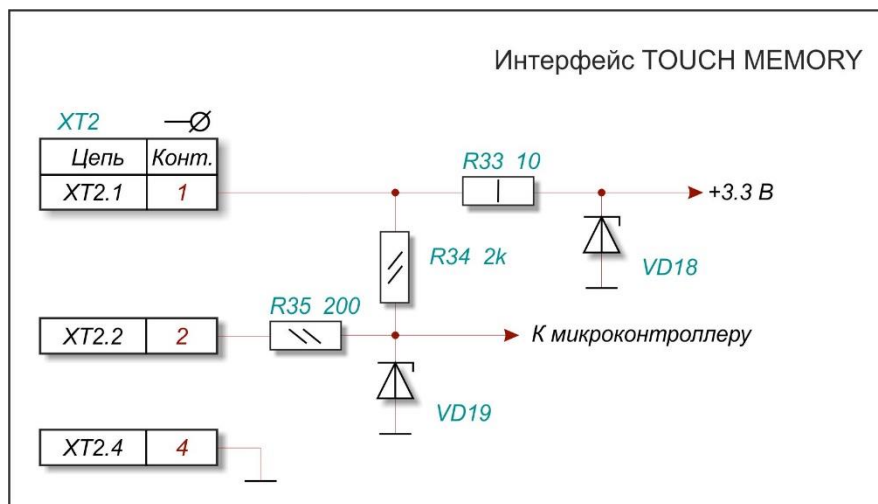 Интерфейс TOUCH MEMORY
XT2
Цепь Конт.
XT2.1 1
R33 10
+3.3 В
R34 2k
VD18
R35 200
XT2.2 2
К микроконтроллеру
VD19
XT2.4 4